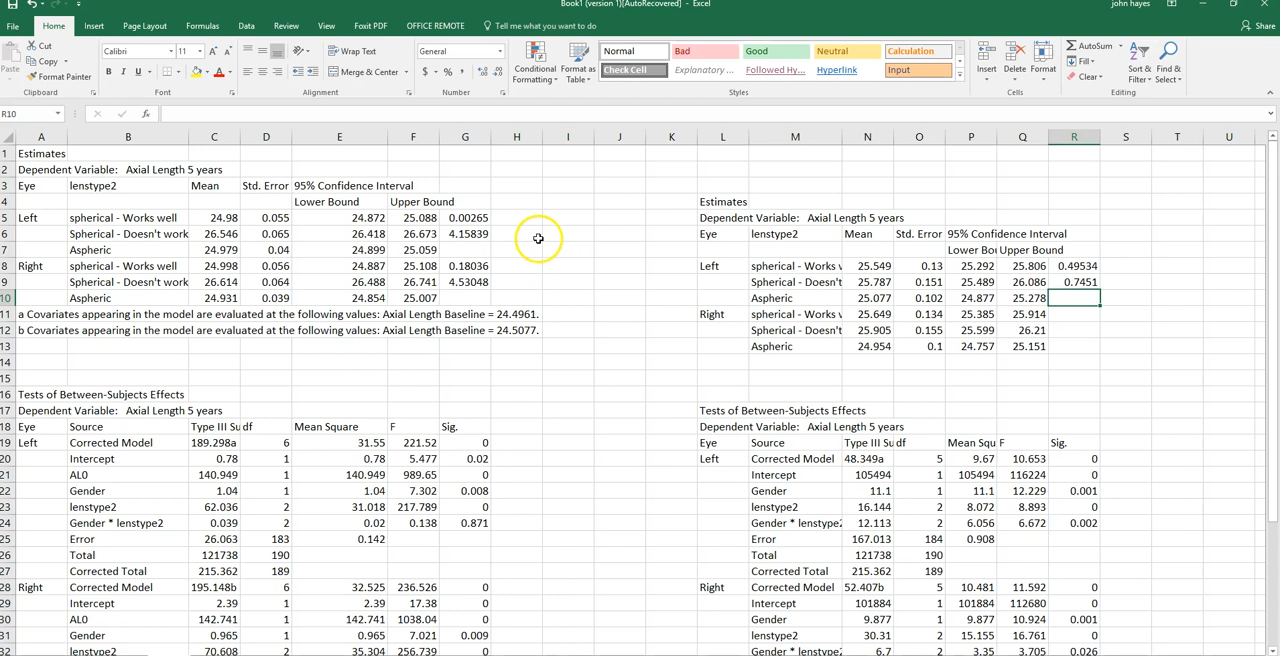 Book1 (version 1)[AutoRecovered] - Excel
john hayes
File Home Insert Page Layout Formulas Data Review View Foxit PDF OFFICE REMOTE Tell me what you want to do Share
Paste Cut Copy Format Painter Clipboard
Calibri 11 A A B I U A Font
Wrap Text Merge & Center Alignment
General $ % , Number
Conditional Formatting Format as Table
Normal Bad Good Neutral Calculation
Check Cell Explanatory ... Followed Hy... Hyperlink Input
Styles
Insert Delete Format Cells
AutoSum Fill Clear Sort & Filter Find & Select Editing
R10 fx
A B C D E F G H I J K L M N O P Q R S T U
1 Estimates
2 Dependent Variable: Axial Length 5 years
3 Eye lenstype2 Mean Std. Error 95% Confidence Interval
4 Lower Bound Upper Bound Estimates
5 Left spherical - Works well 24.98 0.055 24.872 25.088 0.00265 Dependent Variable: Axial Length 5 years
6 Spherical - Doesn't work 26.546 0.065 26.418 26.673 4.15839 Eye lenstype2 Mean Std. Error 95% Confidence Interval
7 Aspheric 24.979 0.04 24.899 25.059 Lower Bou Upper Bound
8 Right spherical - Works well 24.998 0.056 24.887 25.108 0.18036 Left spherical - Works v 25.549 0.13 25.292 25.806 0.49534
9 Spherical - Doesn't work 26.614 0.064 26.488 26.741 4.53048 Spherical - Doesn't 25.787 0.151 25.489 26.086 0.7451
10 Aspheric 24.931 0.039 24.854 25.007 Aspheric 25.077 0.102 24.877 25.278
11 a Covariates appearing in the model are evaluated at the following values: Axial Length Baseline = 24.4961. Right spherical - Works v 25.649 0.134 25.385 25.914
12 b Covariates appearing in the model are evaluated at the following values: Axial Length Baseline = 24.5077. Spherical - Doesn't 25.905 0.155 25.599 26.21
13 Aspheric 24.954 0.1 24.757 25.151
14
15
16 Tests of Between-Subjects Effects
17 Dependent Variable: Axial Length 5 years Tests of Between-Subjects Effects
18 Eye Source Type III Su df Mean Square F Sig. Dependent Variable: Axial Length 5 years
19 Left Corrected Model 189.298a 6 31.55 221.52 0 Eye Source Type III Su df Mean Squ F Sig.
20 Intercept 0.78 1 0.78 5.477 0.02 Left Corrected Model 48.349a 5 9.67 10.653 0
21 AL0 140.949 1 140.949 989.65 0 Intercept 105494 1 105494 116224 0
22 Gender 1.04 1 1.04 7.302 0.008 Gender 11.1 1 11.1 12.229 0.001
23 lenstype2 62.036 2 31.018 217.789 0 lenstype2 16.144 2 8.072 8.893 0
24 Gender * lenstype2 0.039 2 0.02 0.138 0.871 Gender * lenstype2 12.113 2 6.056 6.672 0.002
25 Error 26.063 183 0.142 Error 167.013 184 0.908
26 Total 121738 190 Total 121738 190
27 Corrected Total 215.362 189 Corrected Total 215.362 189
28 Right Corrected Model 195.148b 6 32.525 236.526 0 Right Corrected Model 52.407b 5 10.481 11.592 0
29 Intercept 2.39 1 2.39 17.38 0 Intercept 101884 1 101884 112680 0
30 AL0 142.741 1 142.741 1038.04 0 Gender 9.877 1 9.877 10.924 0.001
31 Gender 0.965 1 0.965 7.021 0.009 lenstype2 30.31 2 15.155 16.761 0
32 lenstype2 70.608 2 35.304 256.739 0 Gender * lenstype2 6.7 2 3.35 3.705 0.026